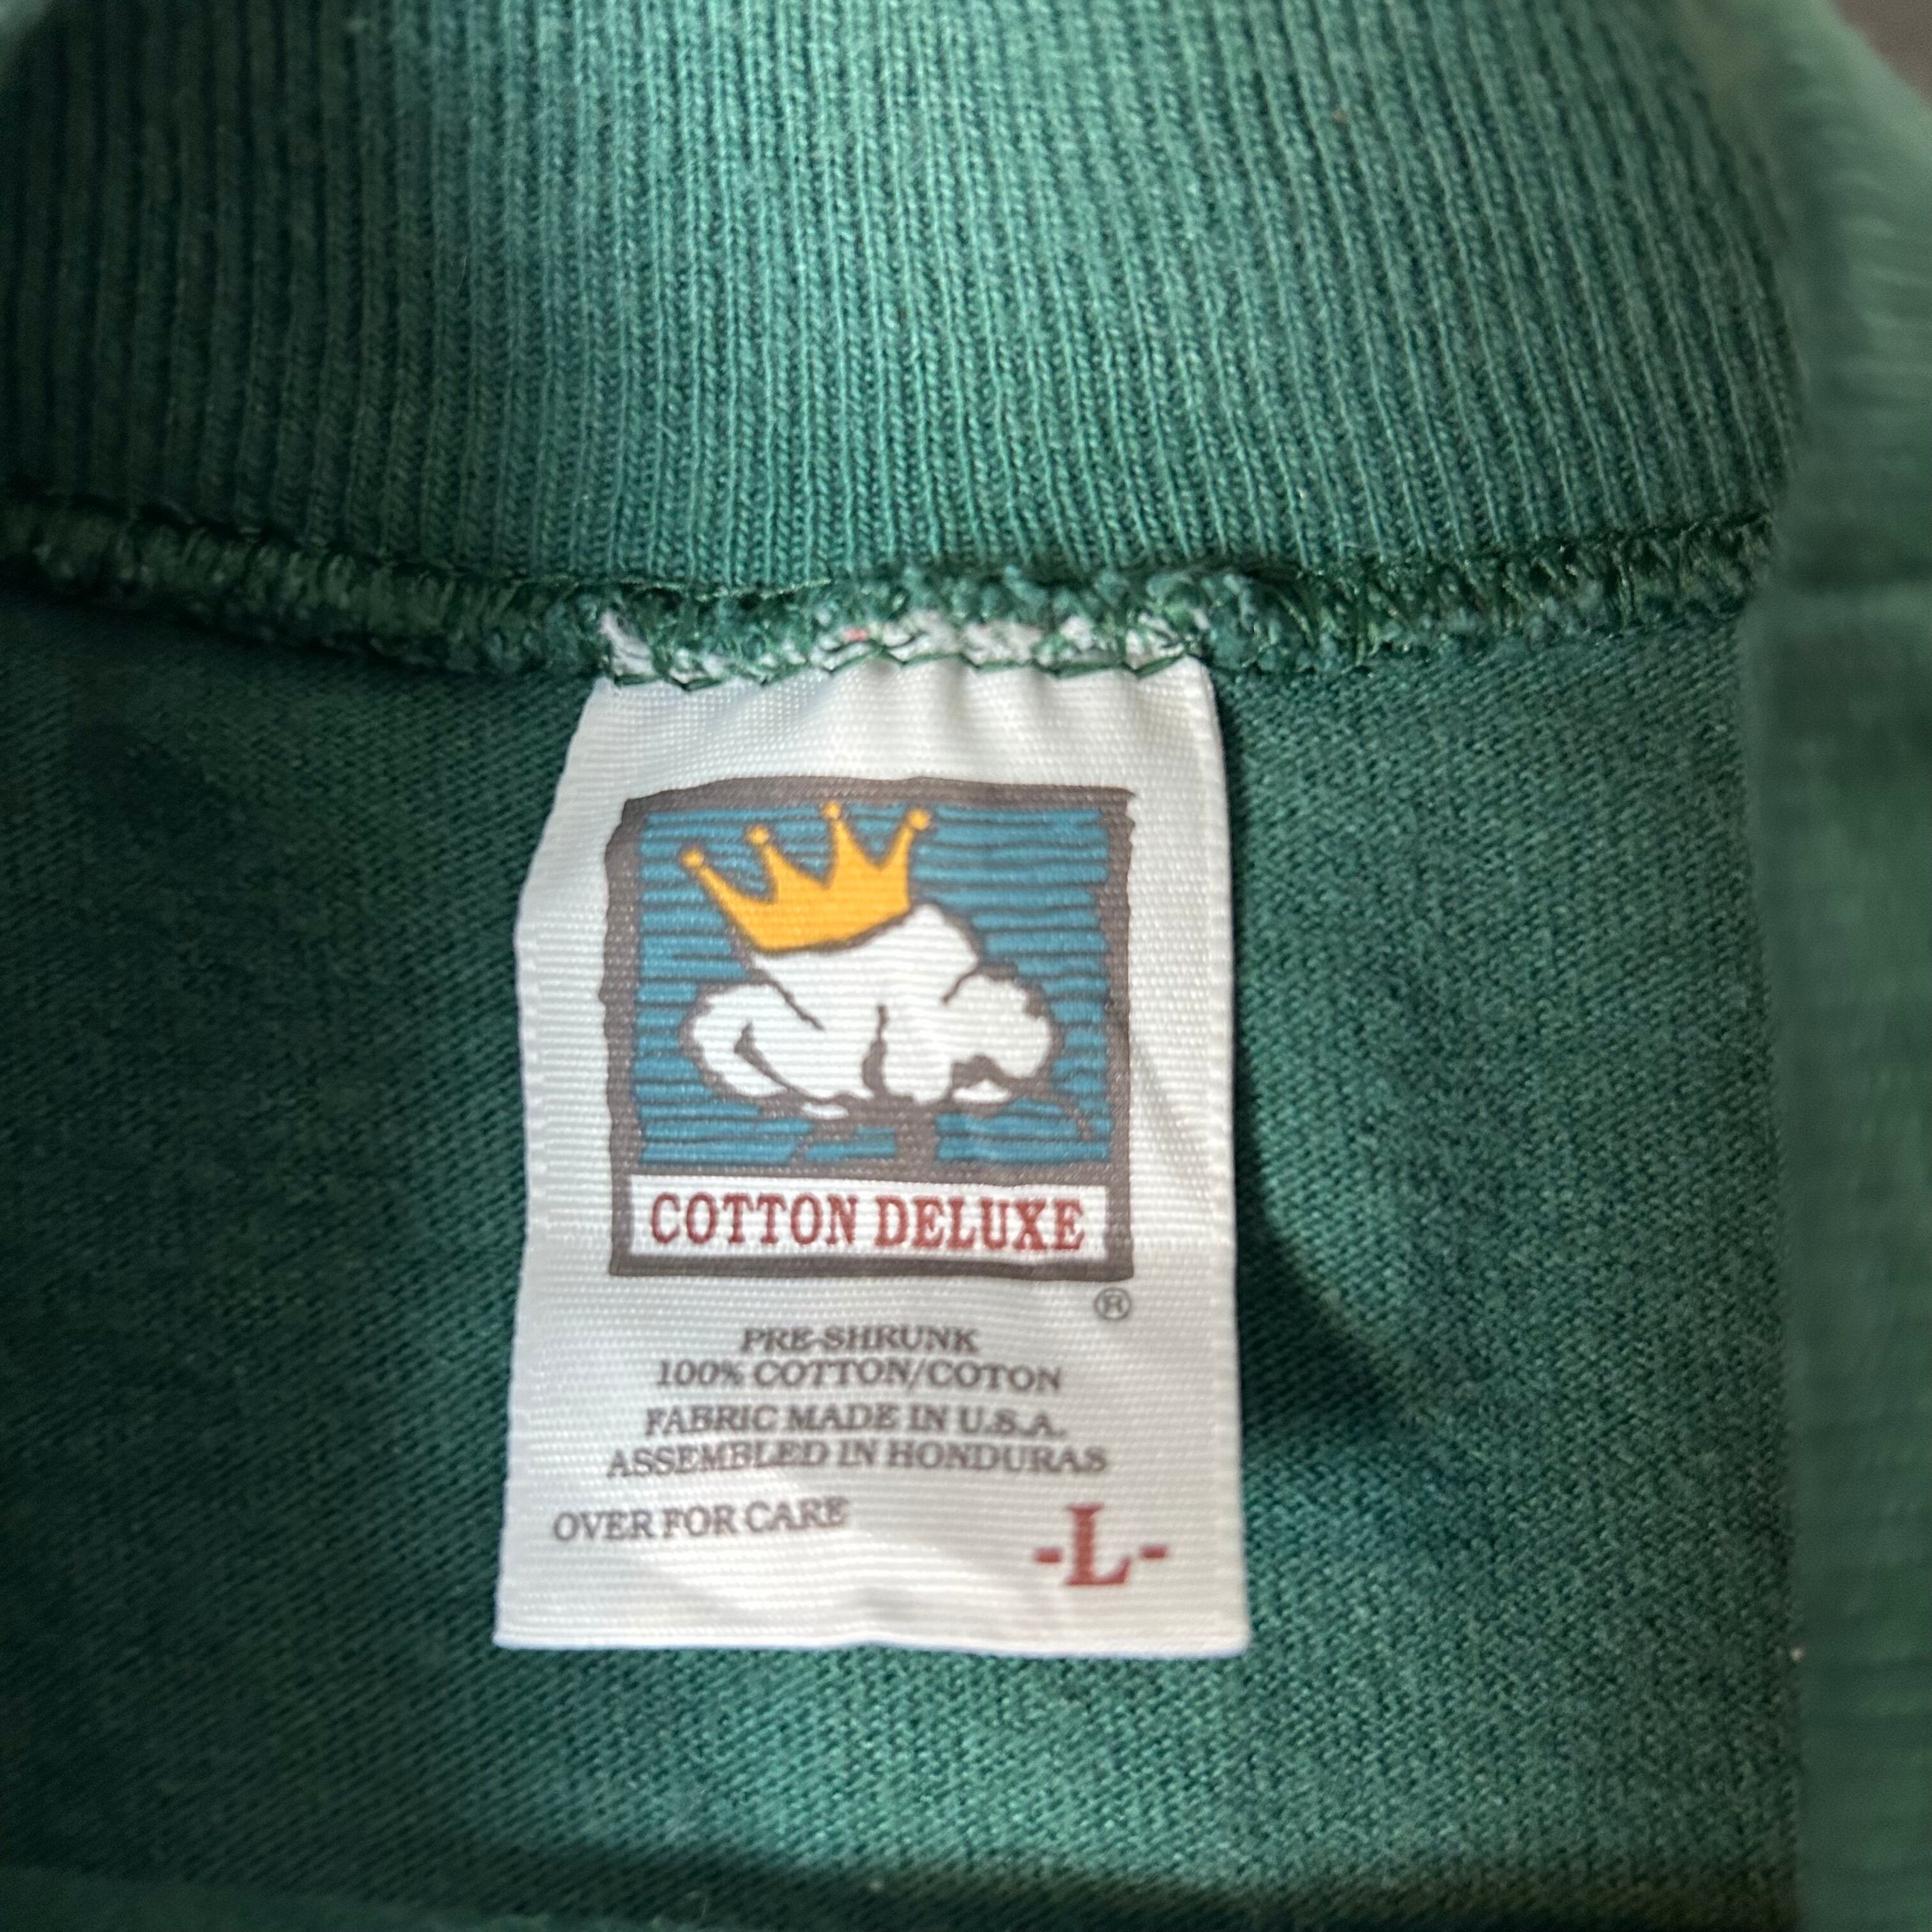 COTTON DELUXE
®
PRE-SHRUNK
100% COTTON/COTON
FABRIC MADE IN U.S.A.
ASSEMBLED IN HONDURAS
OVER FOR CARE
-L-